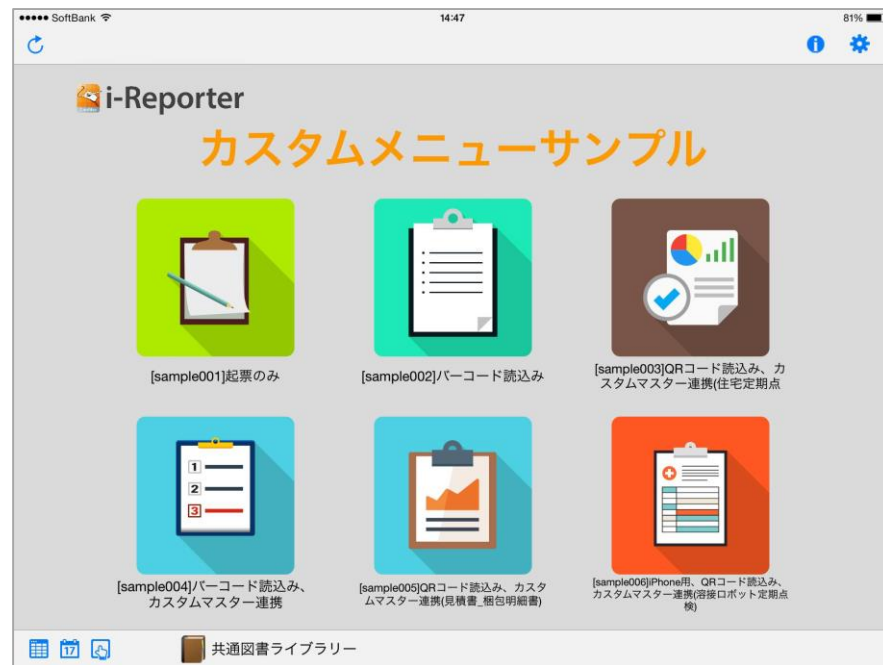 SoftBank 14:47 81%
i-Reporter
カスタムメニューサンプル
[sample001]起票のみ
[sample002]バーコード読込み
[sample003]QRコード読込み、カ
スタムマスター連携(住宅定期点
1
2
3
[sample004]バーコード読込み、
カスタムマスター連携
[sample005]QRコード読込み、カスタ
ムマスター連携(見積書_梱包明細書)
[sample006]iPhone用、QRコード読込み、
カスタムマスター連携(溶接ロボット定期点
検)
17 共通図書ライブラリー